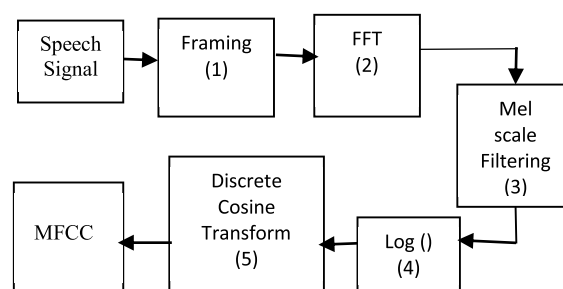 Speech
Signal
Framing
(1)
FFT
(2)
Mel
scale
Filtering
(3)
Log ()
(4)
Discrete
Cosine
Transform
(5)
MFCC